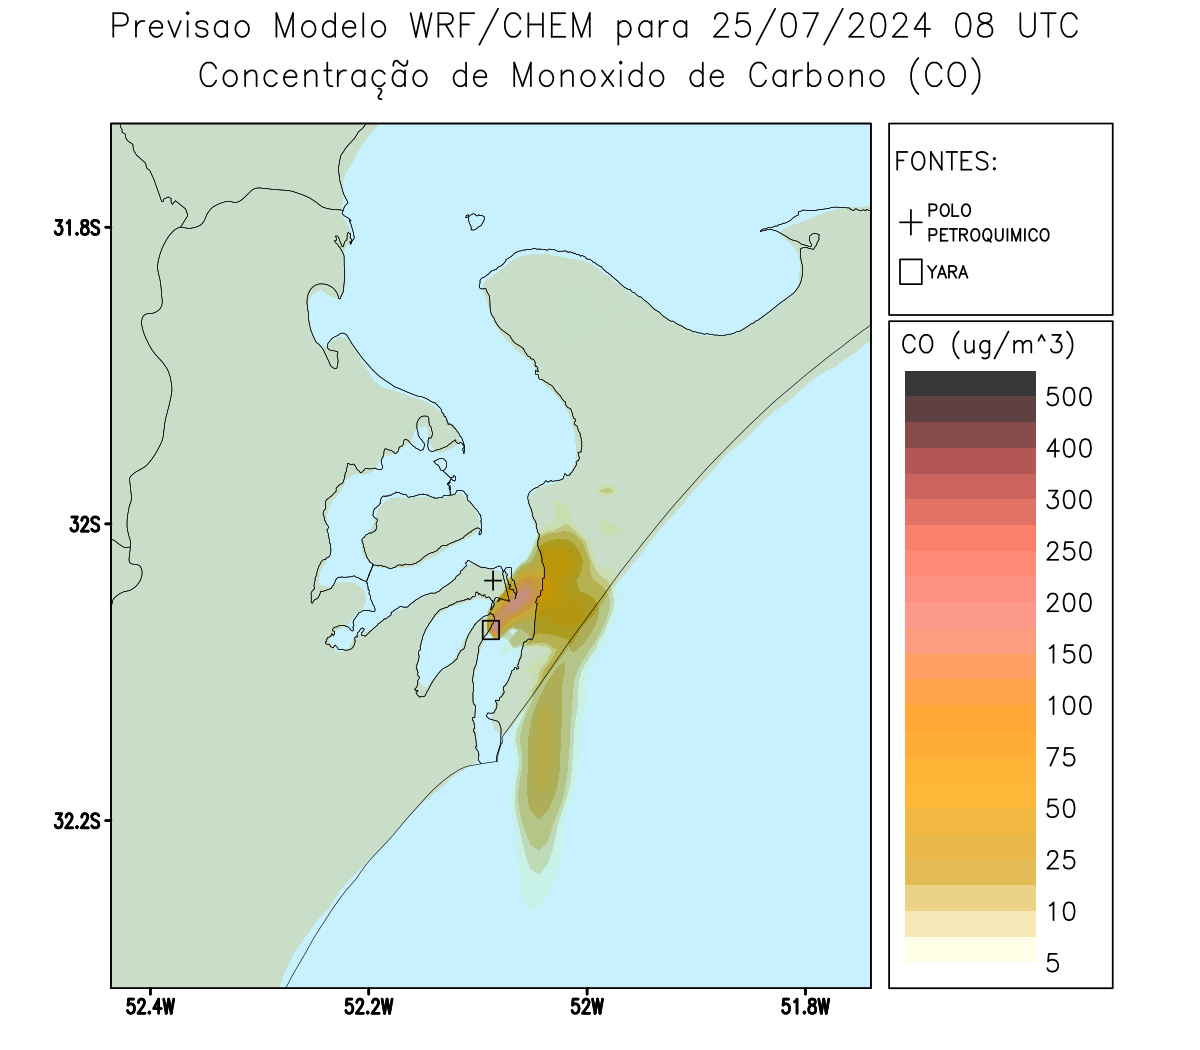 Previsao Modelo WRF/CHEM para 25/07/2024 08 UTC
Concentração de Monoxido de Carbono (CO)
FONTES:
POLO
PETROQUIMICO
YARA
CO (ug/m^3)
500
400
300
250
200
150
100
75
50
25
10
5
31.8S
32S
32.2S
52.4W
52.2W
52W
51.8W